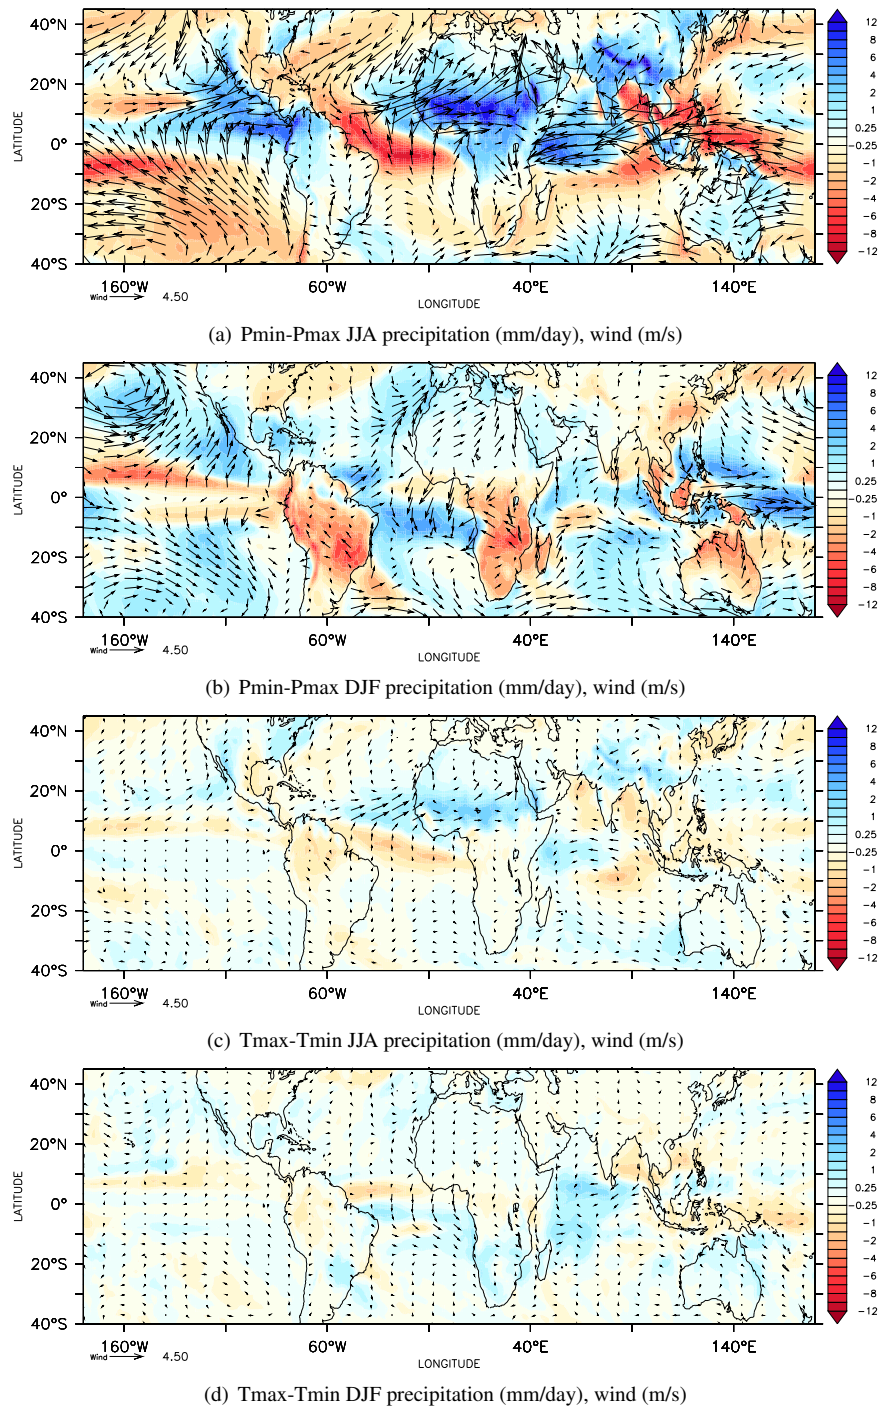 40°N
20°N
0°
20°S
40°S
LATITUDE
160°W 60°W 40°E 140°E
LONGITUDE
Wind 4.50
12
8
6
4
2
1
0.25
−0.25
−1
−2
−4
−6
−8
−12
(a) Pmin-Pmax JJA precipitation (mm/day), wind (m/s)
40°N
20°N
0°
20°S
40°S
LATITUDE
160°W 60°W 40°E 140°E
LONGITUDE
Wind 4.50
12
8
6
4
2
1
0.25
−0.25
−1
−2
−4
−6
−8
−12
(b) Pmin-Pmax DJF precipitation (mm/day), wind (m/s)
40°N
20°N
0°
20°S
40°S
LATITUDE
160°W 60°W 40°E 140°E
LONGITUDE
Wind 4.50
12
8
6
4
2
1
0.25
−0.25
−1
−2
−4
−6
−8
−12
(c) Tmax-Tmin JJA precipitation (mm/day), wind (m/s)
40°N
20°N
0°
20°S
40°S
LATITUDE
160°W 60°W 40°E 140°E
LONGITUDE
Wind 4.50
12
8
6
4
2
1
0.25
−0.25
−1
−2
−4
−6
−8
−12
(d) Tmax-Tmin DJF precipitation (mm/day), wind (m/s)